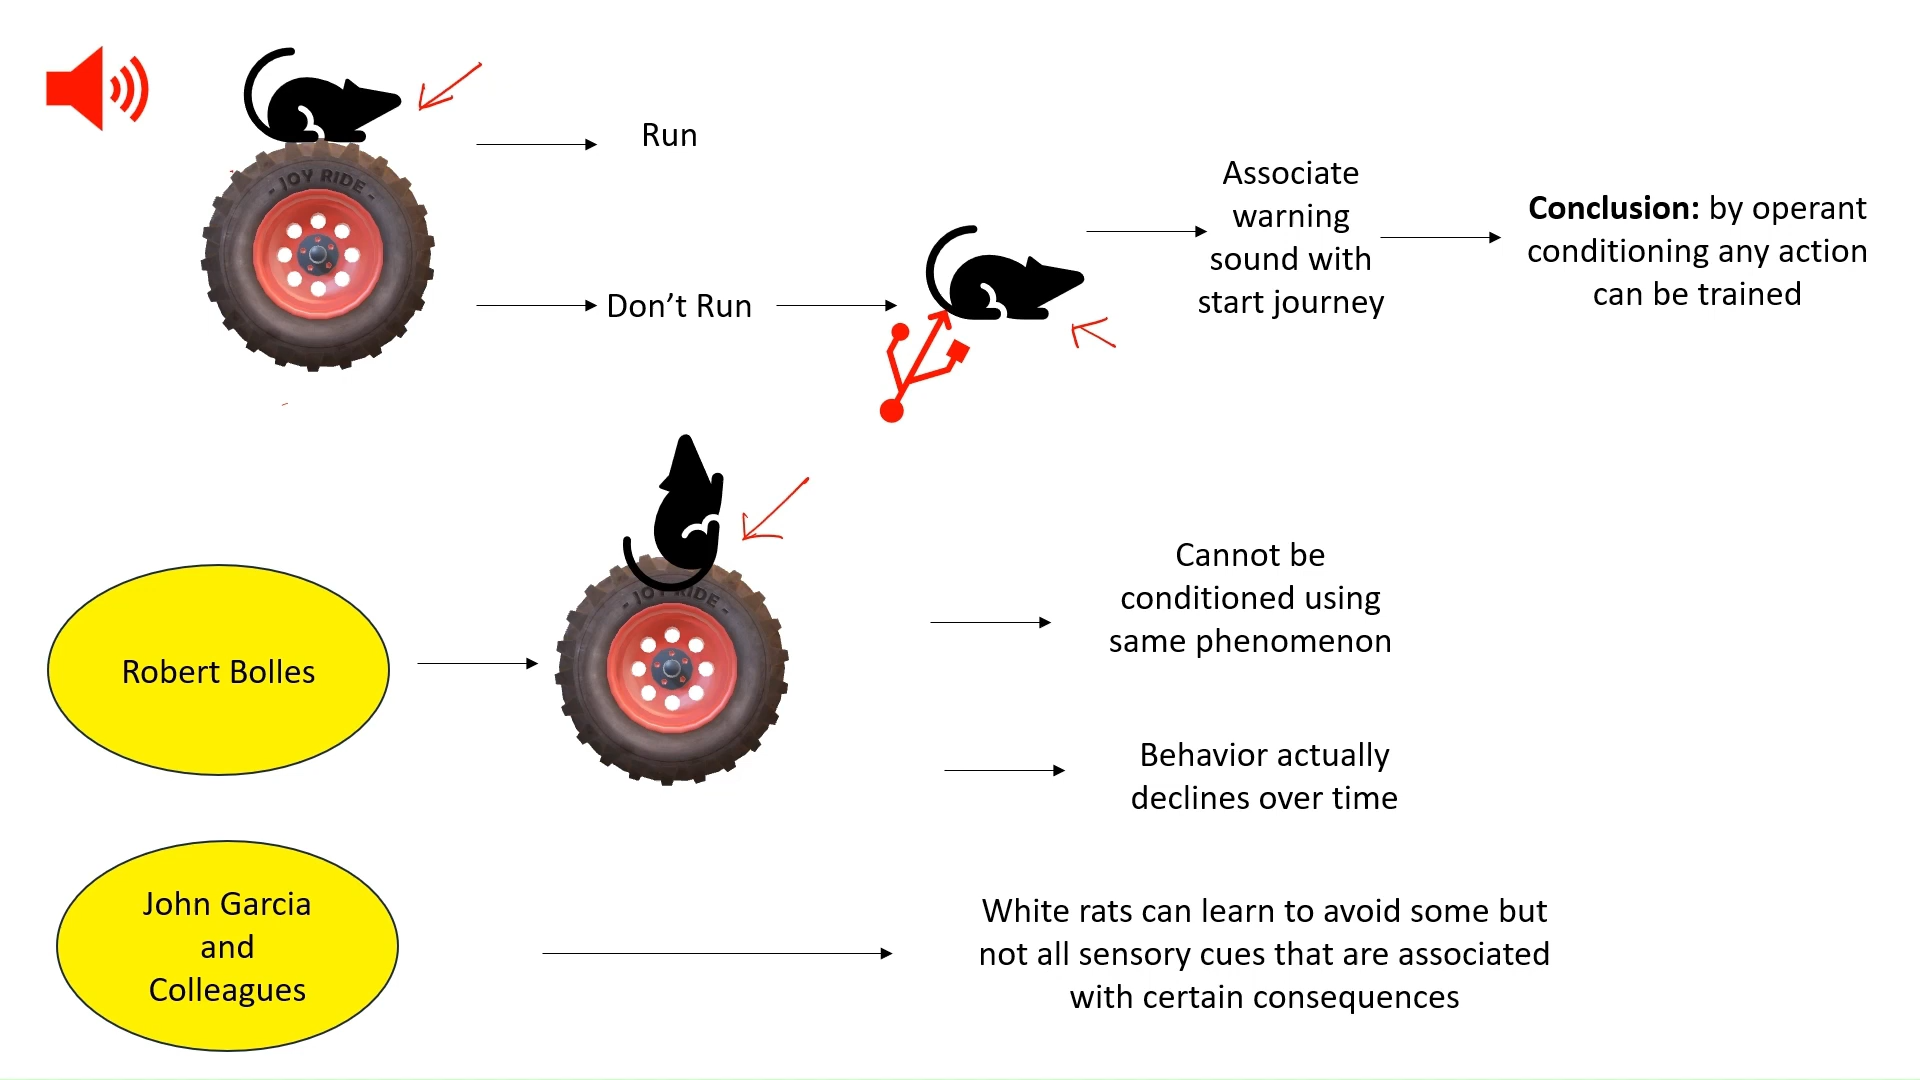 - JOY RIDE -
Run
Don't Run
Associate
warning
sound with
start journey
Conclusion: by operant
conditioning any action
can be trained
Robert Bolles
- JOY RIDE -
Cannot be
conditioned using
same phenomenon
Behavior actually
declines over time
John Garcia
and
Colleagues
White rats can learn to avoid some but
not all sensory cues that are associated
with certain consequences